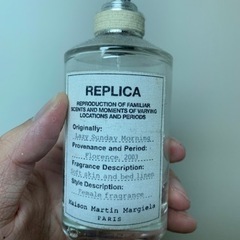 REPLICA
REPRODUCTION OF FAMILIAR
SCENTS AND MOMENTS OF VARYING
LOCATIONS AND PERIODS
Originally:
Lazy Sunday Morning
Provenance and Period:
Florence, 2003
Fragrance Description:
Soft skin and bed linen
Style Description:
Female fragrance
Maison Martin Margiela
PARIS